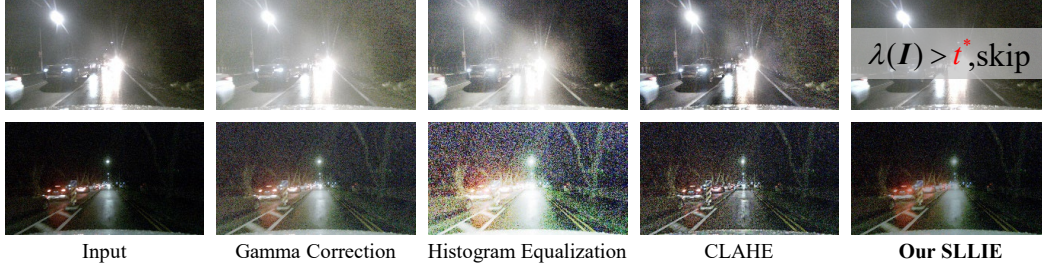 λ(I) > t*,skip
Input Gamma Correction Histogram Equalization CLAHE Our SLLIE